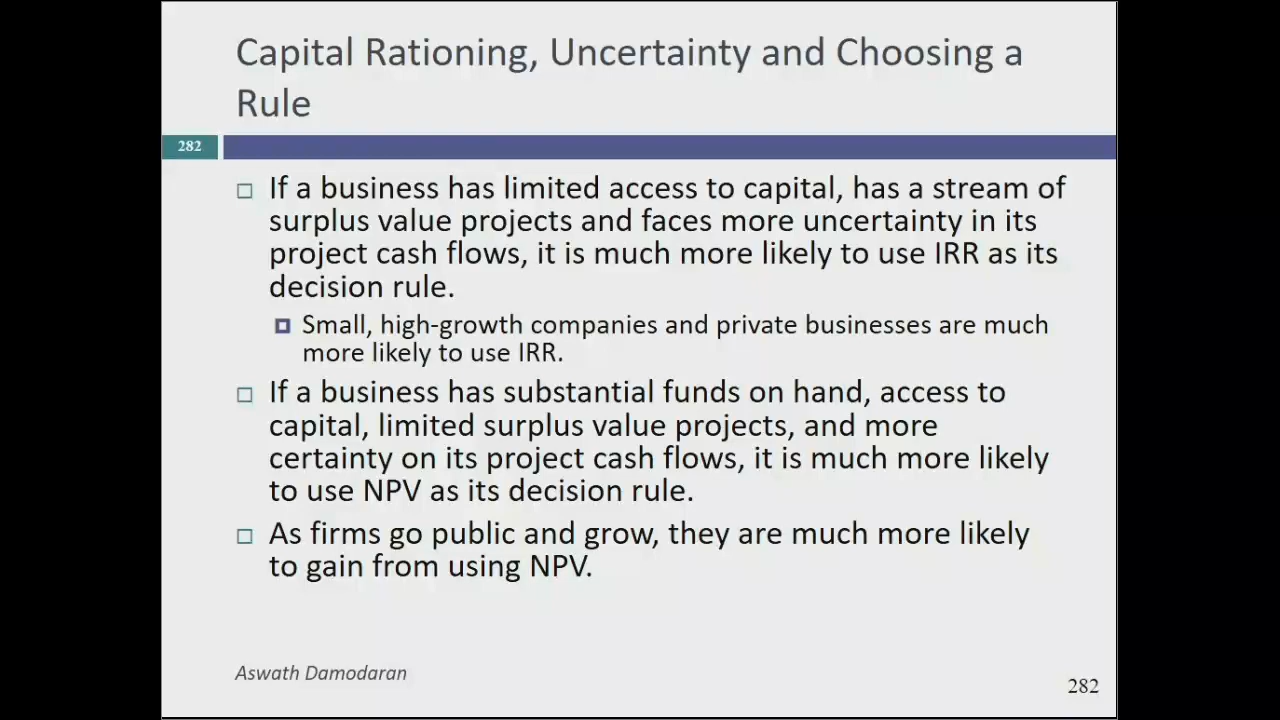 Capital Rationing, Uncertainty and Choosing a
Rule
282
If a business has limited access to capital, has a stream of
surplus value projects and faces more uncertainty in its
project cash flows, it is much more likely to use IRR as its
decision rule.
Small, high-growth companies and private businesses are much
more likely to use IRR.
If a business has substantial funds on hand, access to
capital, limited surplus value projects, and more
certainty on its project cash flows, it is much more likely
to use NPV as its decision rule.
As firms go public and grow, they are much more likely
to gain from using NPV.
Aswath Damodaran
282